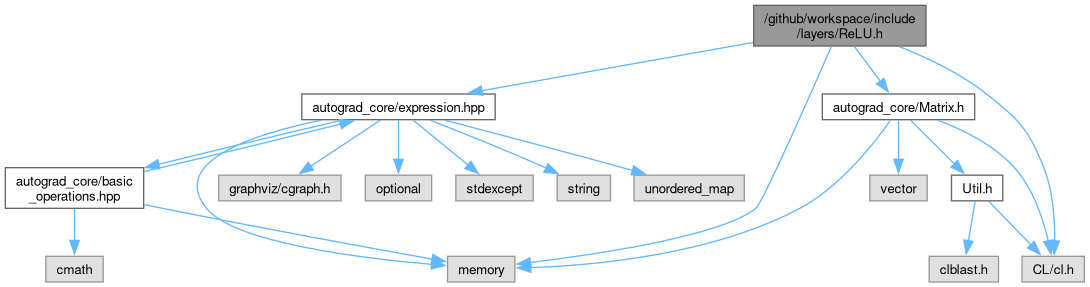 /github/workspace/include
/layers/ReLU.h
autograd_core/expression.hpp
autograd_core/Matrix.h
autograd_core/basic
_operations.hpp
graphviz/cgraph.h
optional
stdexcept
string
unordered_map
vector
Util.h
cmath
memory
clblast.h
CL/cl.h